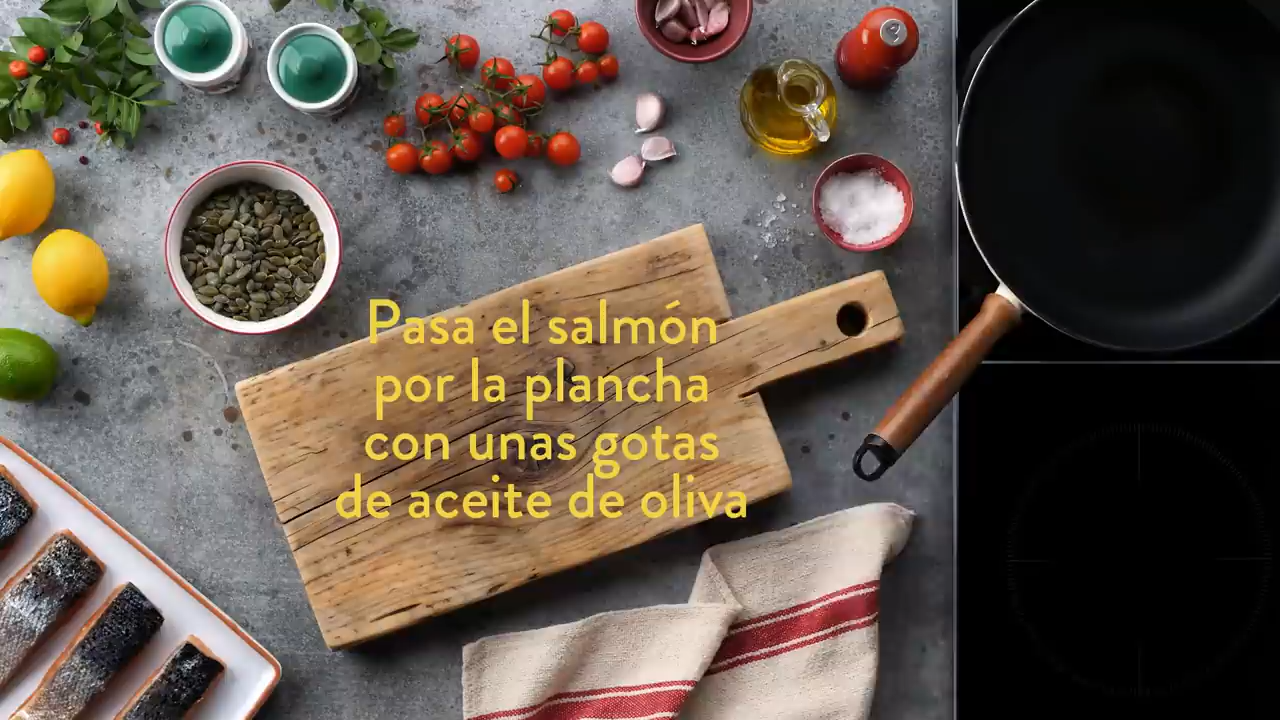 Pasa el salmón
por la plancha
con unas gotas
de aceite de oliva